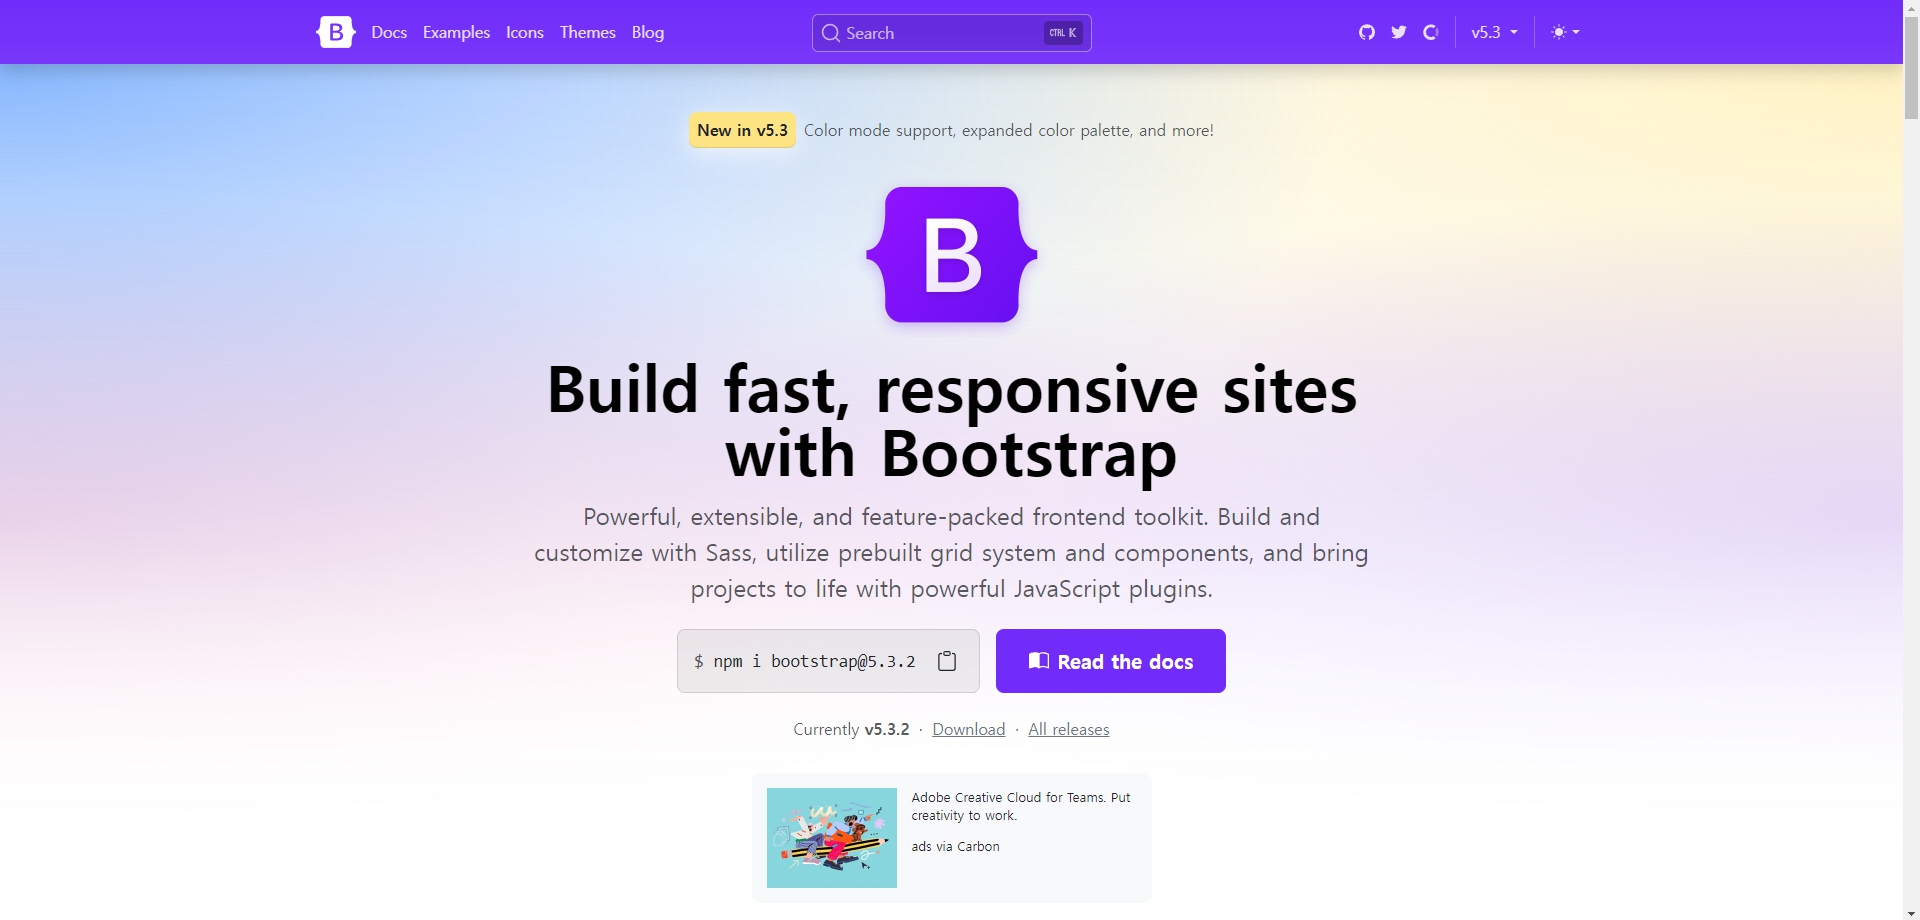 B Docs Examples Icons Themes Blog Search CTRL K v5.3
New in v5.3 Color mode support, expanded color palette, and more!
B
Build fast, responsive sites
with Bootstrap
Powerful, extensible, and feature-packed frontend toolkit. Build and
customize with Sass, utilize prebuilt grid system and components, and bring
projects to life with powerful JavaScript plugins.
$ npm i bootstrap@5.3.2 Read the docs
Currently v5.3.2 · Download · All releases
Adobe Creative Cloud for Teams. Put
creativity to work.
ads via Carbon